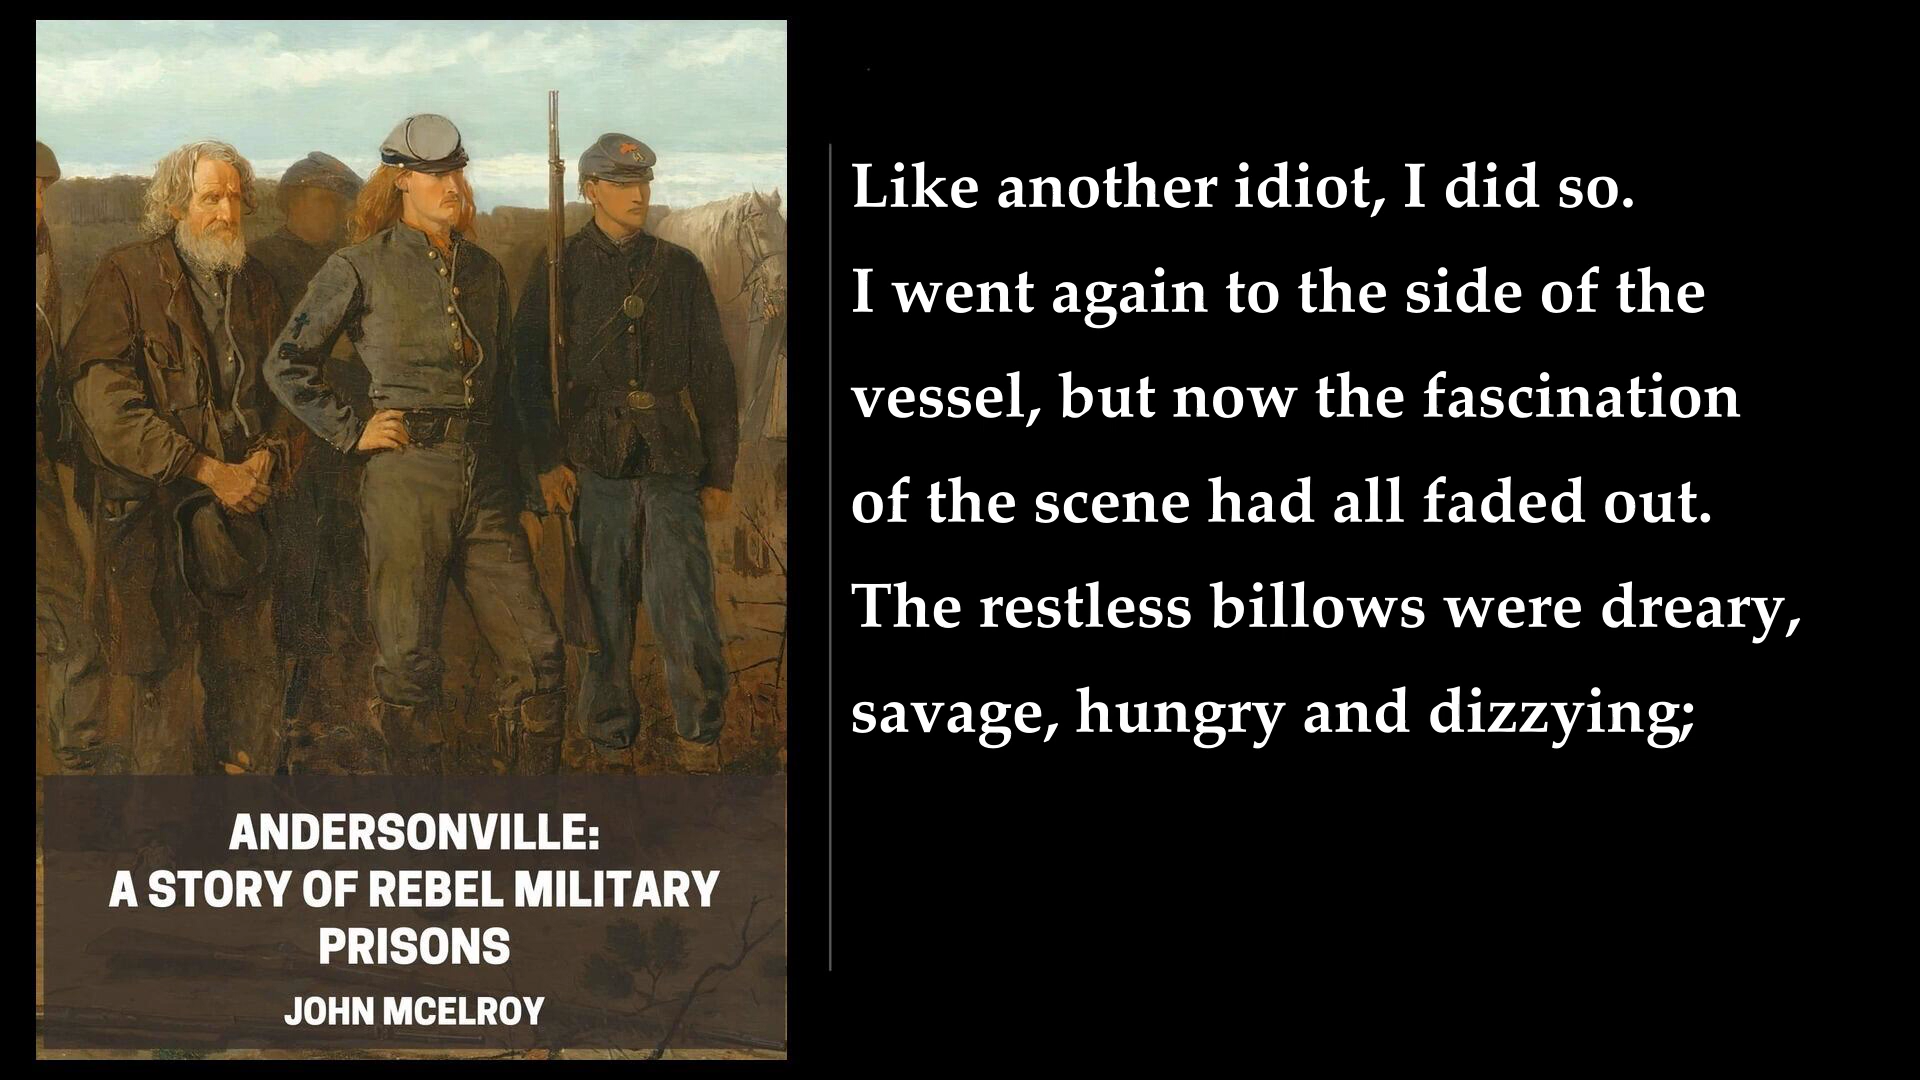 Like another idiot, I did so.
I went again to the side of the
vessel, but now the fascination
of the scene had all faded out.
The restless billows were dreary,
savage, hungry and dizzying;
ANDERSONVILLE:
A STORY OF REBEL MILITARY
PRISONS
JOHN MCELROY